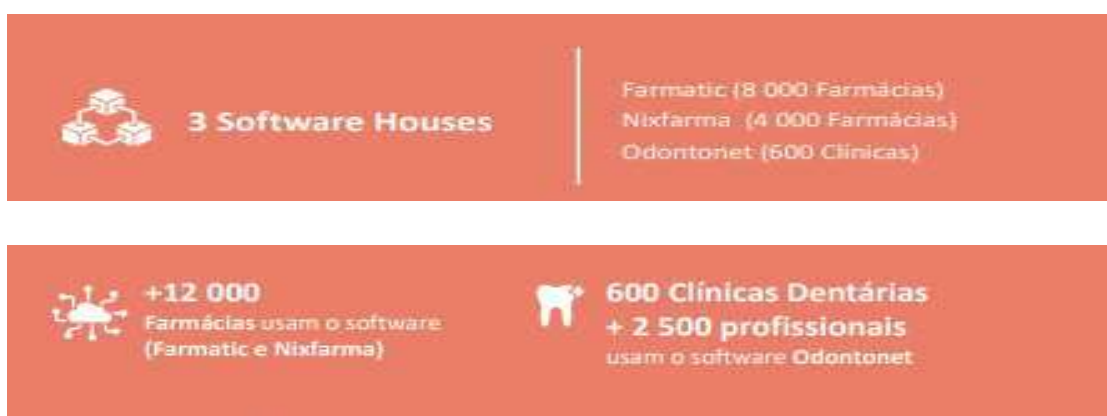 3 Software Houses
Farmatic (8 000 Farmácias)
Nixfarma (4 000 Farmácias)
Odontonet (600 Clínicas)
+12 000
Farmácias usam o software
(Farmatic e Nixfarma)
600 Clínicas Dentárias
+ 2 500 profissionais
usam o software Odontonet